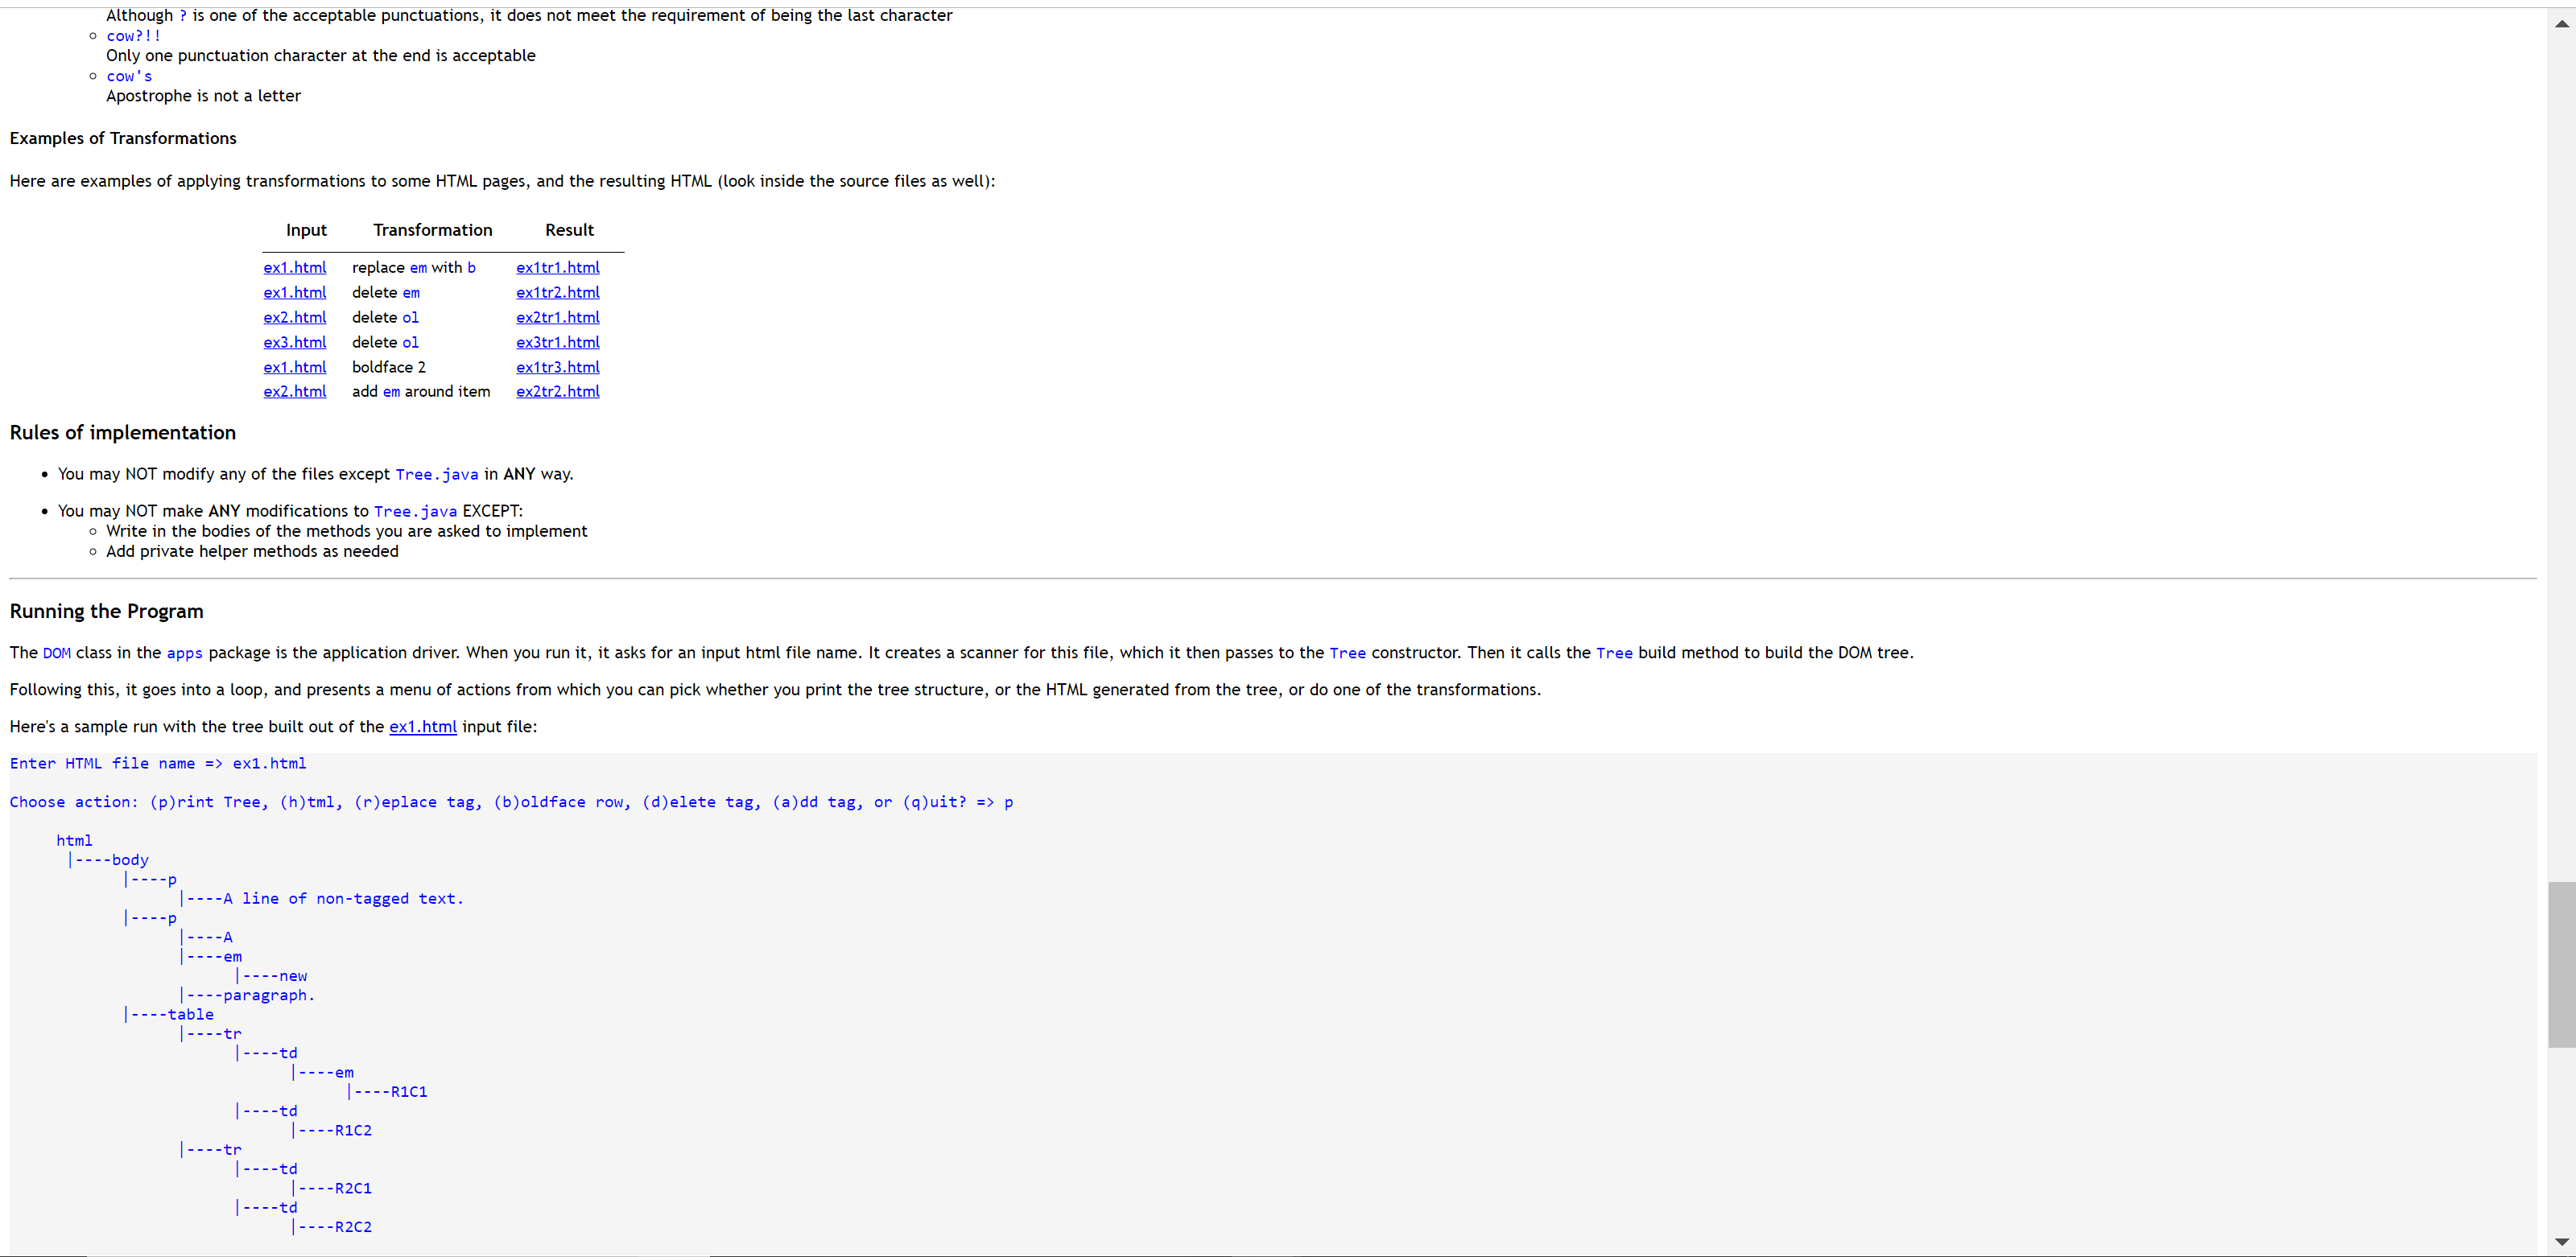 Although ? is one of the acceptable punctuations, it does not meet the requirement of being the last character
cow?!!
Only one punctuation character at the end is acceptable
cow's
Apostrophe is not a letter
Examples of Transformations
Here are examples of applying transformations to some HTML pages, and the resulting HTML (look inside the source files as well):
Input Transformation Result
ex1.html replace em with b ex1tr1.html
ex1.html delete em ex1tr2.html
ex2.html delete ol ex2tr1.html
ex3.html delete ol ex3tr1.html
ex1.html boldface 2 ex1tr3.html
ex2.html add em around item ex2tr2.html
Rules of implementation
You may NOT modify any of the files except Tree.java in ANY way.
You may NOT make ANY modifications to Tree.java EXCEPT:
Write in the bodies of the methods you are asked to implement
Add private helper methods as needed
Running the Program
The DOM class in the apps package is the application driver. When you run it, it asks for an input html file name. It creates a scanner for this file, which it then passes to the Tree constructor. Then it calls the Tree build method to build the DOM tree.
Following this, it goes into a loop, and presents a menu of actions from which you can pick whether you print the tree structure, or the HTML generated from the tree, or do one of the transformations.
Here's a sample run with the tree built out of the ex1.html input file:
Enter HTML file name => ex1.html
Choose action: (p)rint Tree, (h)tml, (r)eplace tag, (b)oldface row, (d)elete tag, (a)dd tag, or (q)uit? => p
html
|----body
|----p
|----A line of non-tagged text.
|----p
|----A
|----em
|----new
|----paragraph.
|----table
|----tr
|----td
|----em
|----R1C1
|----td
|----R1C2
|----tr
|----td
|----R2C1
|----td
|----R2C2